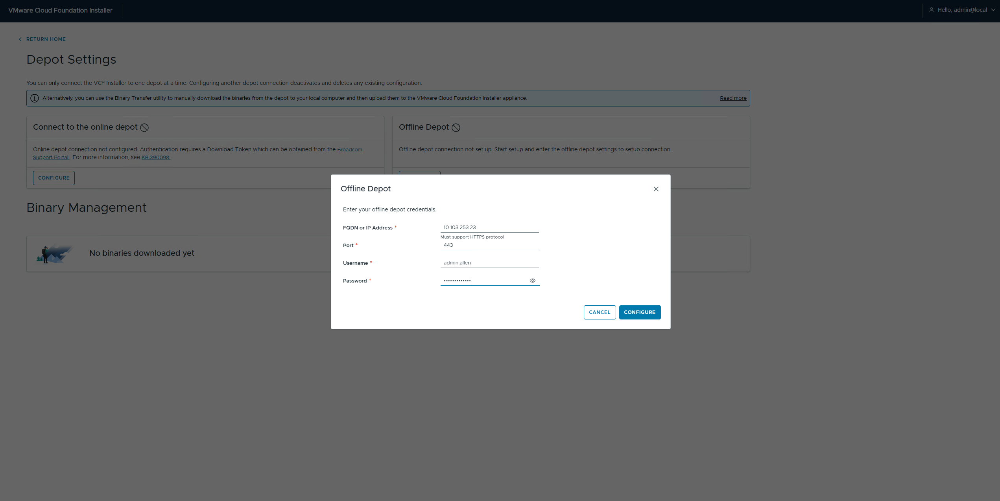 VMware Cloud Foundation Installer
Hello, admin@local
RETURN HOME
Depot Settings
You can only connect the VCF Installer to one depot at a time. Configuring another depot connection deactivates and deletes any existing configuration.
Alternatively, you can use the Binary Transfer utility to manually download the binaries from the depot to your local computer and then upload them to the VMware Cloud Foundation Installer appliance.
Read more
Connect to the online depot
Online depot connection not configured. Authentication requires a Download Token which can be obtained from the Broadcom
Support Portal . For more information, see KB 390098 .
CONFIGURE
Offline Depot
Offline depot connection not set up. Start setup and enter the offline depot settings to setup connection.
Binary Management
No binaries downloaded yet
Offline Depot
Enter your offline depot credentials.
FQDN or IP Address *
10.103.253.23
Must support HTTPS protocol
Port *
443
Username *
admin.allen
Password *
•••••••••••••
CANCEL
CONFIGURE